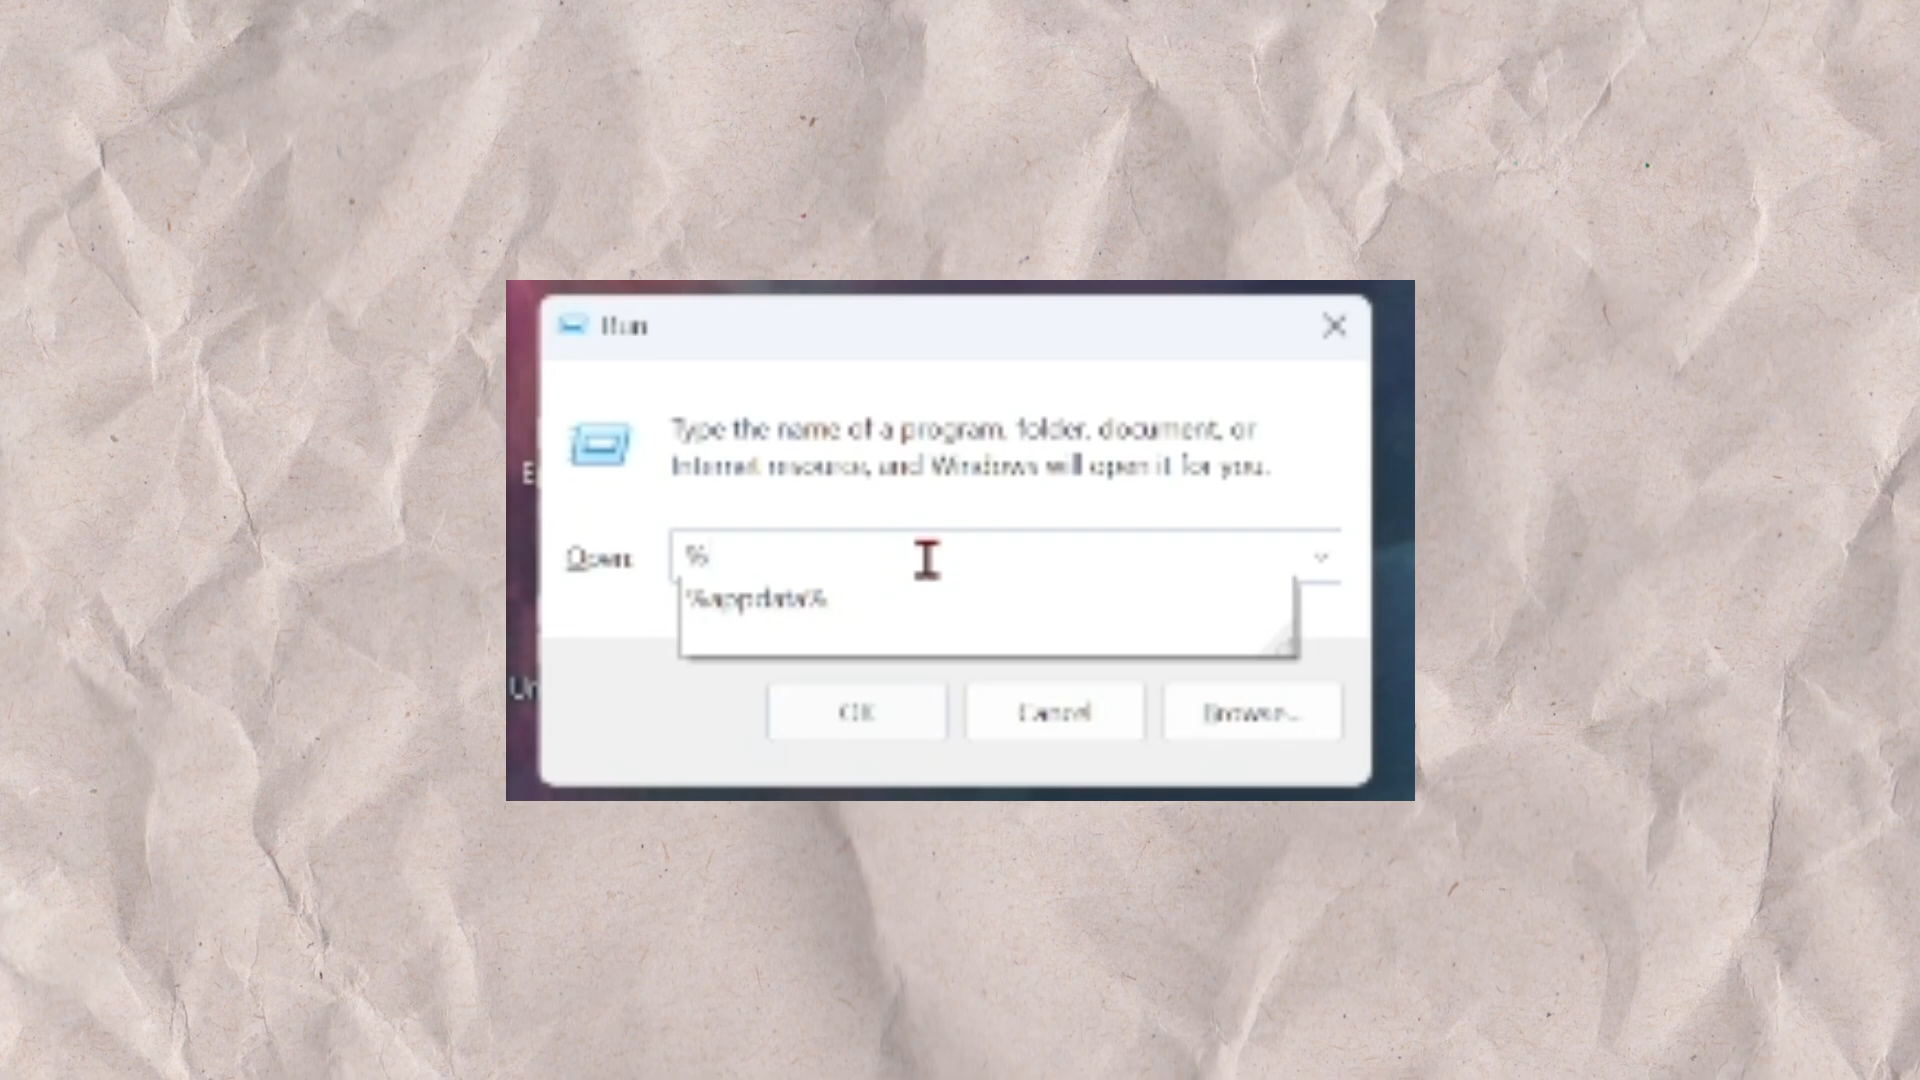 Run
Type the name of a program, folder, document, or
Internet resource, and Windows will open it for you.
Open:
%
%appdata%
OK
Cancel
Browse...